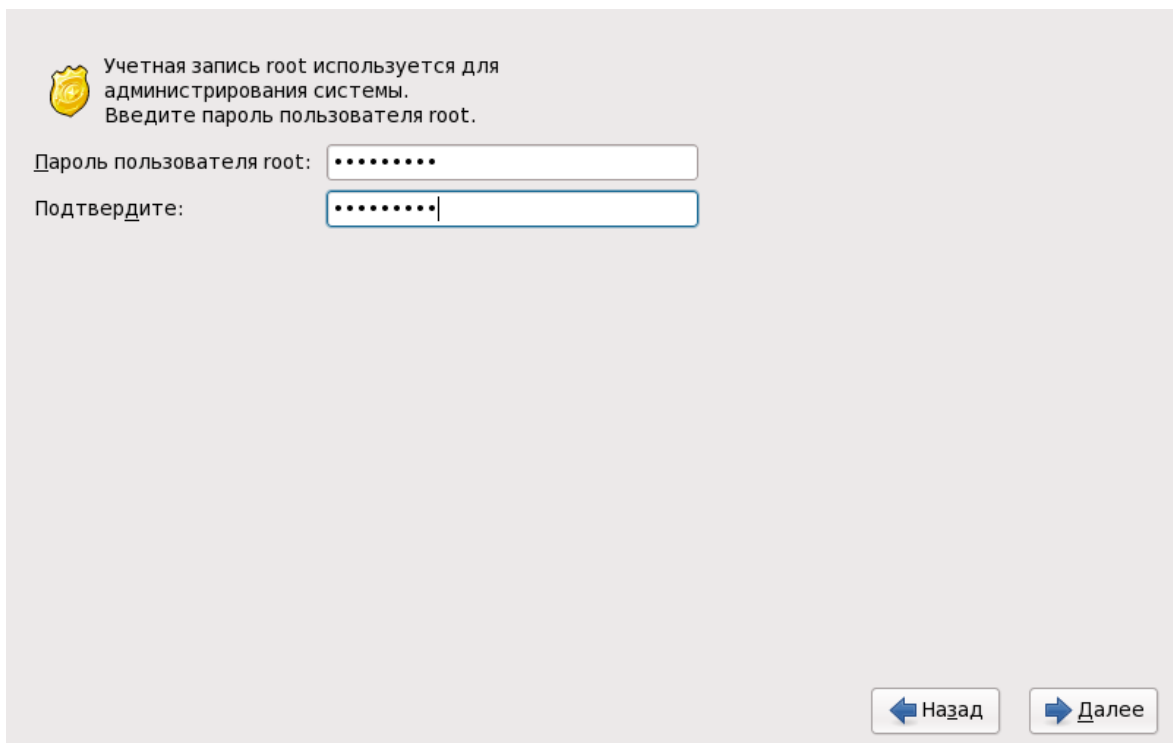 Учетная запись root используется для
администрирования системы.
Введите пароль пользователя root.
Пароль пользователя root: •••••••••
Подтвердите: •••••••••
Назад Далее